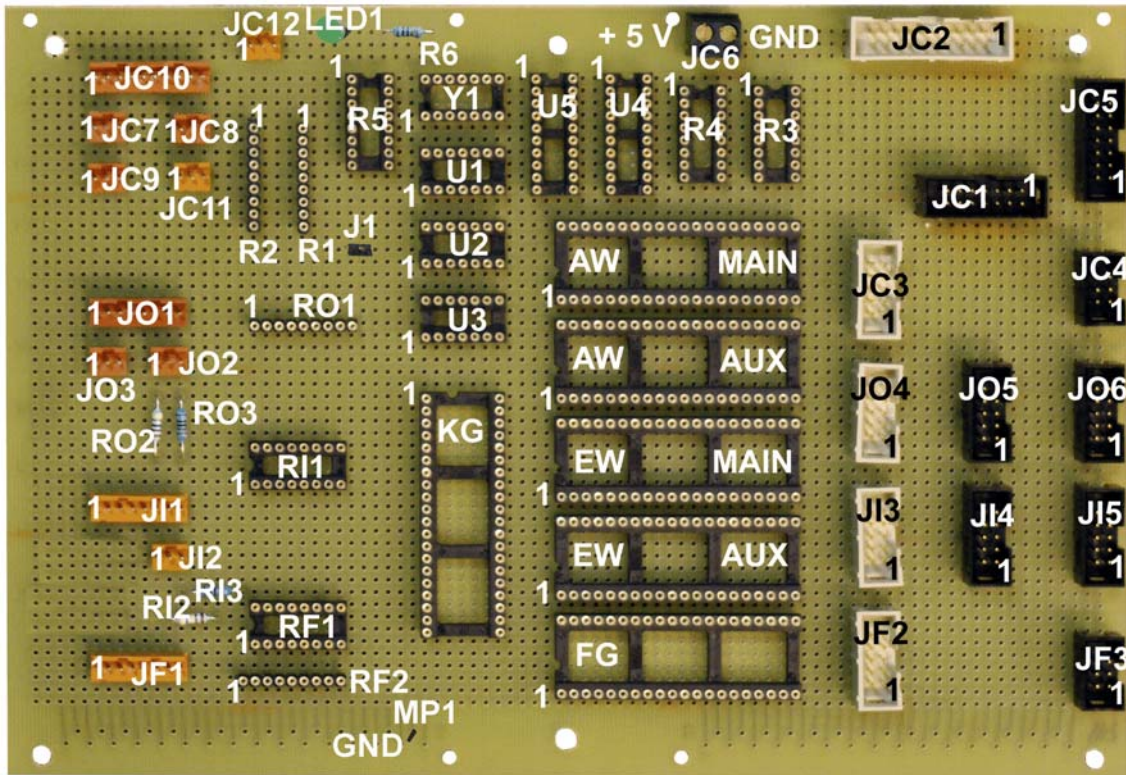 JC12 LED1
1
R6
+ 5 V JC6 GND
JC2 1
1 JC10
1 JC7
1 JC8
1 JC9
1
JC11
1
R2
1
R1
J1
1
R5
Y1
1
U1
1
U2
1
U3
1
1
U5
1
U4
1
R4
1
R3
JC5
1
JC1 1
AW MAIN
1
AW AUX
1
EW MAIN
1
EW AUX
1
FG
1
JC3
1
JC4
1
1 JO1
1 RO1
1
JO3
1 JO2
RO2
RO3
1
KG
RI1
1
JO4
1
JO5
1
JO6
1
1 JI1
1 JI2
RI3
RI2
JI3
1
JI4
1
JI5
1
RF1
1
1 JF1
1 RF2
MP1
GND
JF2
1
JF3
1